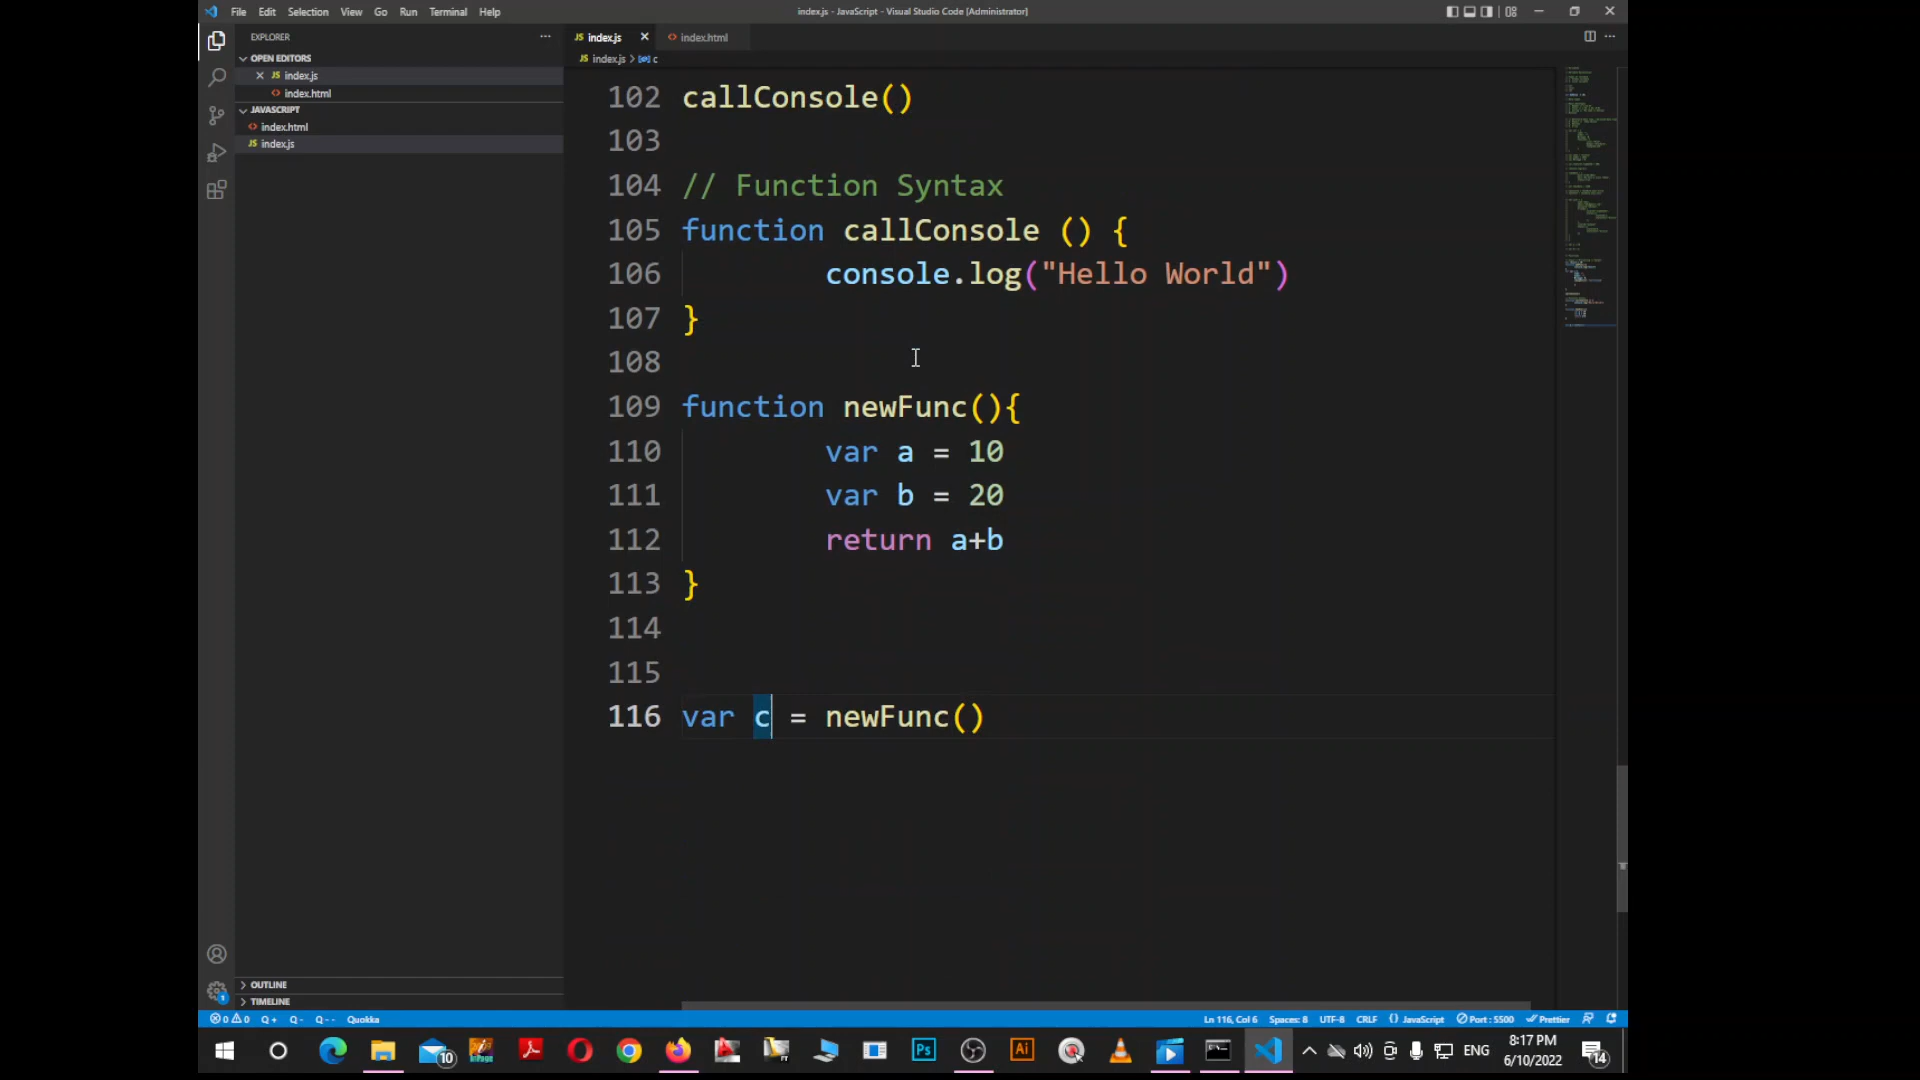 File Edit Selection View Go Run Terminal Help
index.js - JavaScript - Visual Studio Code [Administrator]
EXPLORER
OPEN EDITORS
JS index.js
<> index.html
JAVASCRIPT
<> index.html
JS index.js
OUTLINE
TIMELINE
JS index.js
<> index.html
JS index.js > c
102 callConsole()
103
104 // Function Syntax
105 function callConsole () {
106 console.log("Hello World")
107 }
108
109 function newFunc(){
110 var a = 10
111 var b = 20
112 return a+b
113 }
114
115
116 var c = newFunc()
0 0 Q + Q - Q - - Quokka
Ln 116, Col 6 Spaces: 8 UTF-8 CRLF {} JavaScript Port : 5500 Prettier
10
Ps
Ai
ENG
8:17 PM
6/10/2022
14